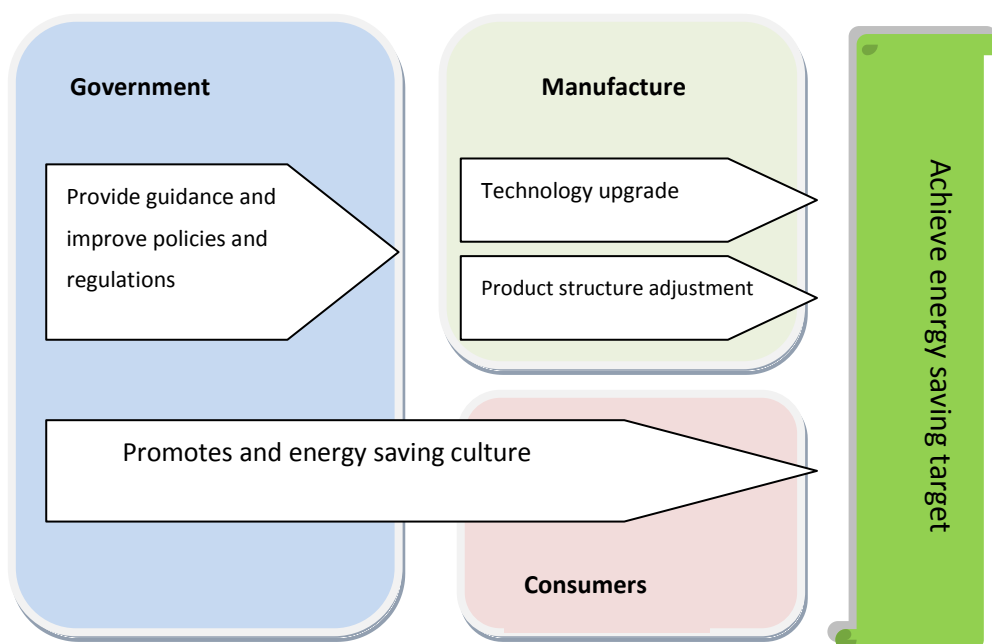 Government
Provide guidance and
improve policies and
regulations
Manufacture
Technology upgrade
Product structure adjustment
Promotes and energy saving culture
Consumers
Achieve energy saving target